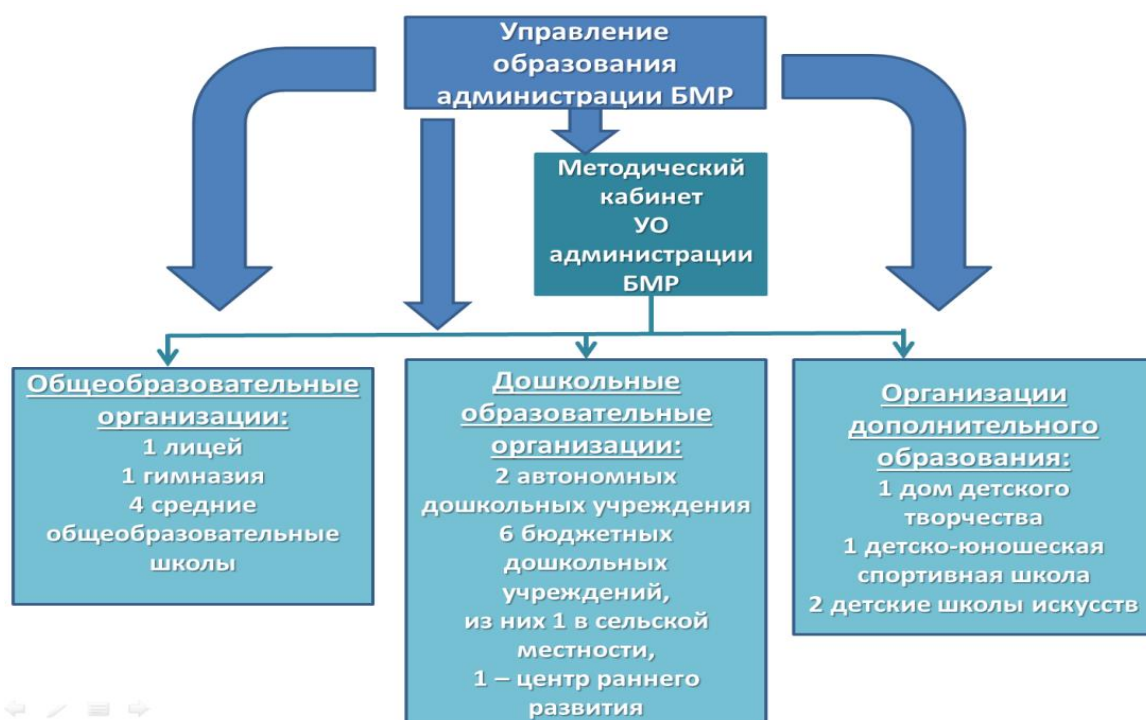 Управление
образования
администрации БМР
Методический
кабинет
УО
администрации
БМР
Общеобразовательные
организации:
1 лицей
1 гимназия
4 средние
общеобразовательные
школы
Дошкольные
образовательные
организации:
2 автономных
дошкольных учреждения
6 бюджетных
дошкольных
учреждений,
из них 1 в сельской
местности,
1 – центр раннего
развития
Организации
дополнительного
образования:
1 дом детского
творчества
1 детско-юношеская
спортивная школа
2 детские школы искусств